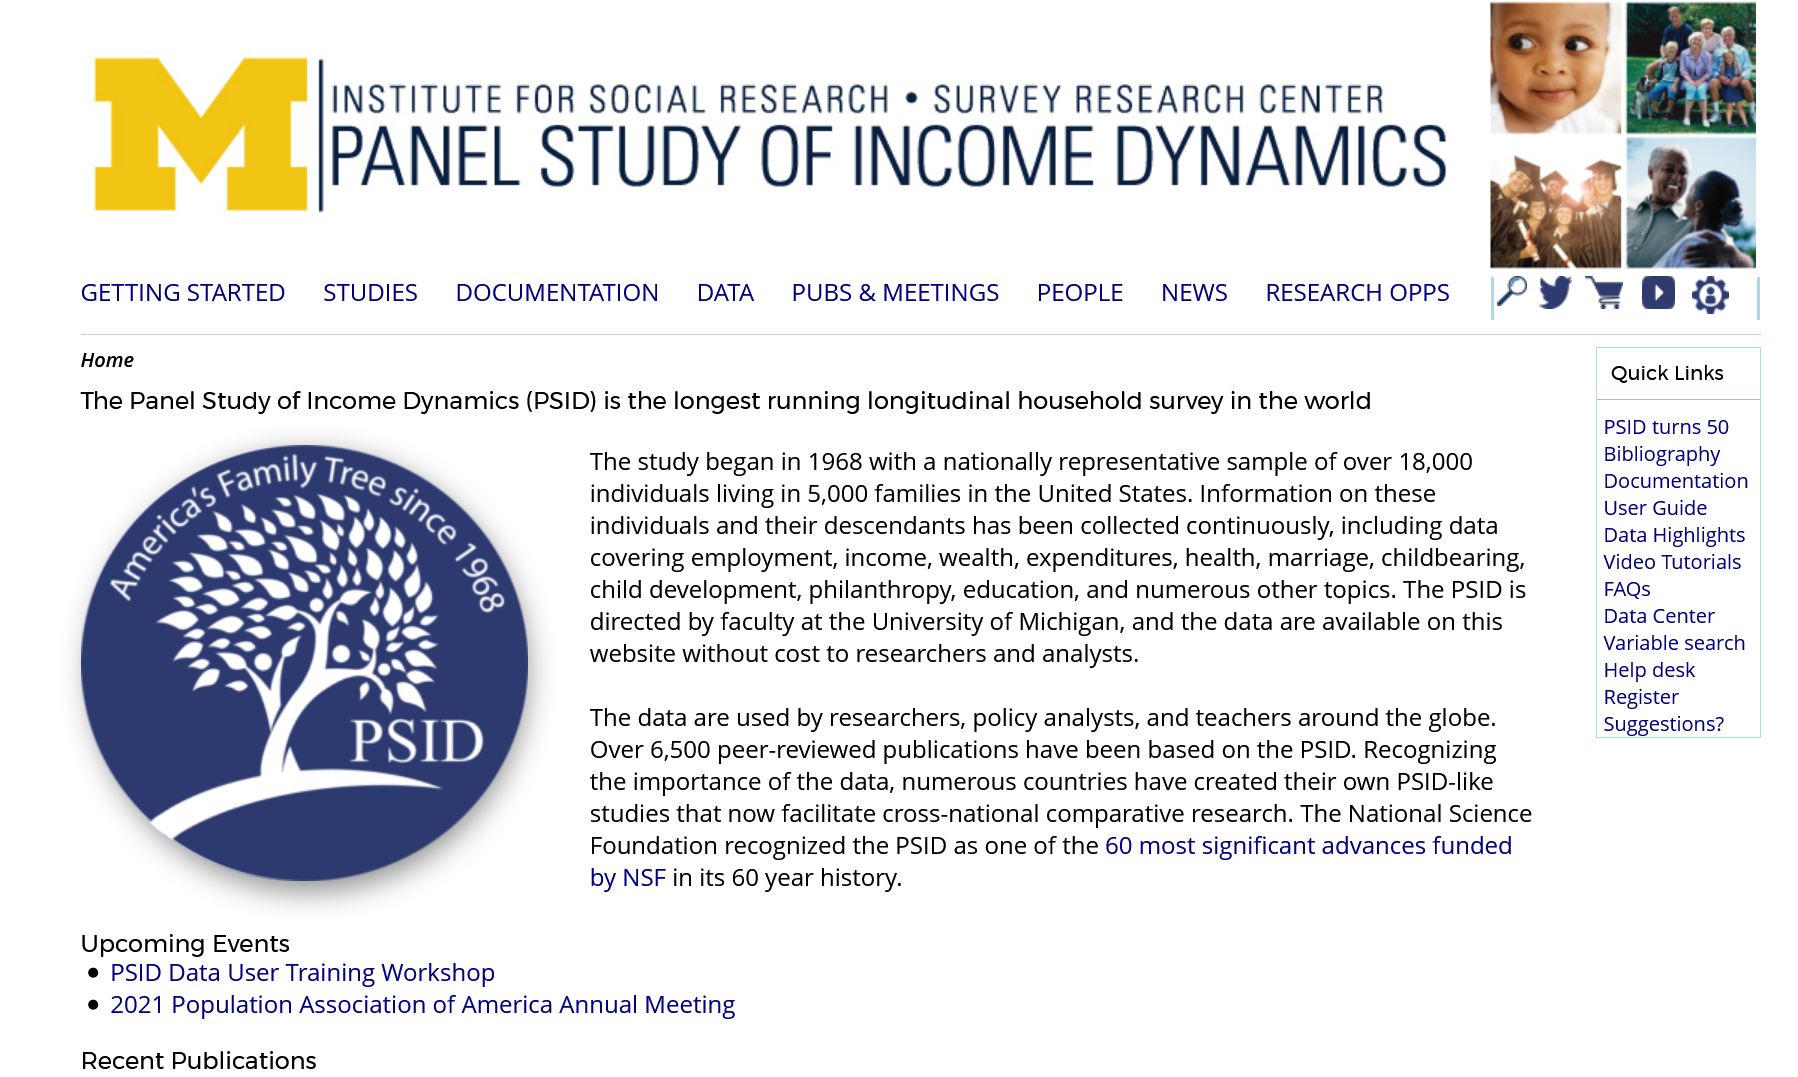 M
INSTITUTE FOR SOCIAL RESEARCH • SURVEY RESEARCH CENTER
PANEL STUDY OF INCOME DYNAMICS
GETTING STARTED STUDIES DOCUMENTATION DATA PUBS & MEETINGS PEOPLE NEWS RESEARCH OPPS
Home
The Panel Study of Income Dynamics (PSID) is the longest running longitudinal household survey in the world
America's Family Tree since 1968
PSID
The study began in 1968 with a nationally representative sample of over 18,000
individuals living in 5,000 families in the United States. Information on these
individuals and their descendants has been collected continuously, including data
covering employment, income, wealth, expenditures, health, marriage, childbearing,
child development, philanthropy, education, and numerous other topics. The PSID is
directed by faculty at the University of Michigan, and the data are available on this
website without cost to researchers and analysts.
The data are used by researchers, policy analysts, and teachers around the globe.
Over 6,500 peer-reviewed publications have been based on the PSID. Recognizing
the importance of the data, numerous countries have created their own PSID-like
studies that now facilitate cross-national comparative research. The National Science
Foundation recognized the PSID as one of the 60 most significant advances funded
by NSF in its 60 year history.
Quick Links
PSID turns 50
Bibliography
Documentation
User Guide
Data Highlights
Video Tutorials
FAQs
Data Center
Variable search
Help desk
Register
Suggestions?
Upcoming Events
• PSID Data User Training Workshop
• 2021 Population Association of America Annual Meeting
Recent Publications